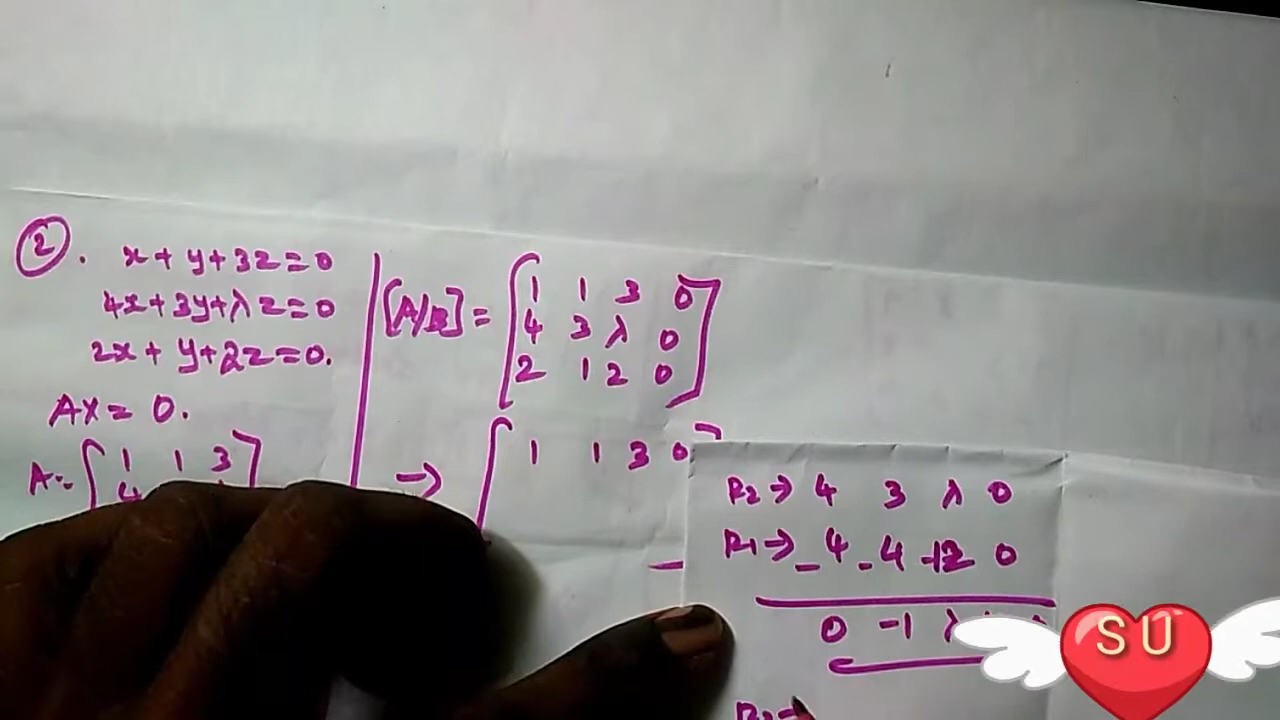 ②. x + y + 3z = 0
4x + 3y + λz = 0
2x + y + 2z = 0.
AX = 0.
A = [ 1 1 3 ]
4
[A/B] = [ 1 1 3 0 ]
4 3 λ 0
2 1 2 0
→ [ 1 1 3 0 ]
R2 → 4 3 λ 0
R1 → -4 -4 -12 0
0 -1 λ
SU